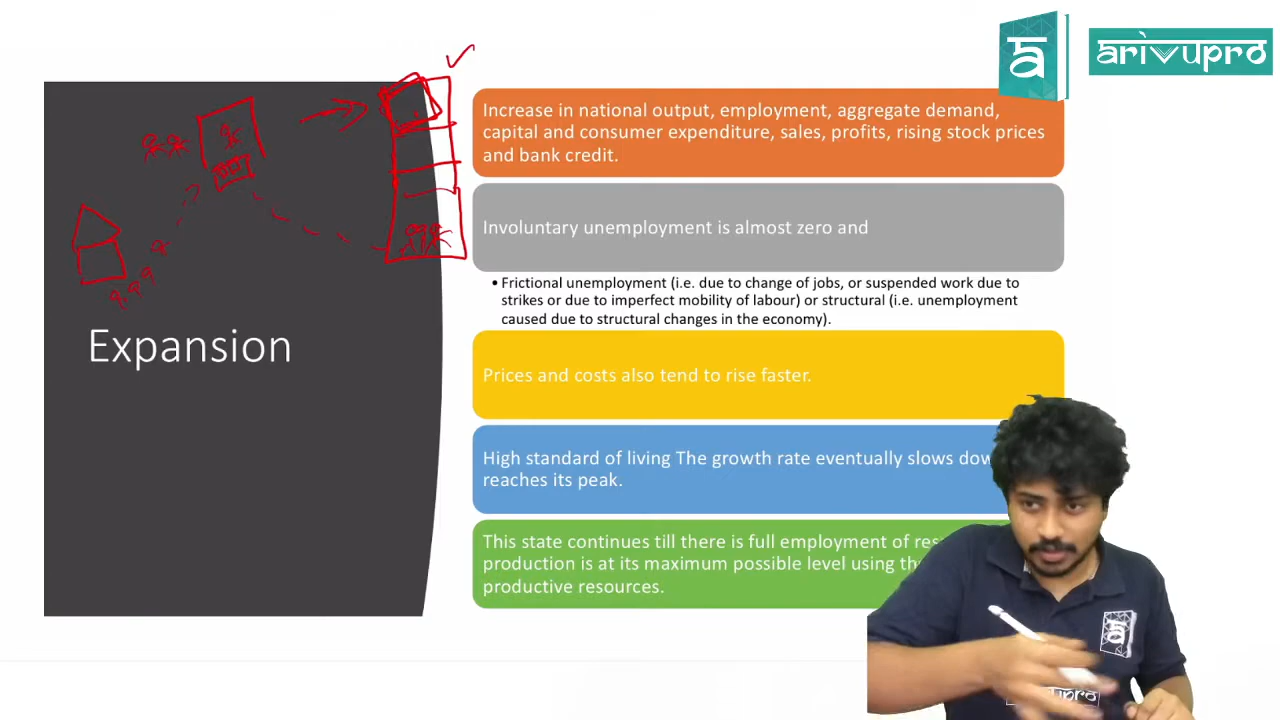 arivupro
Increase in national output, employment, aggregate demand,
capital and consumer expenditure, sales, profits, rising stock prices
and bank credit.
Involuntary unemployment is almost zero and
• Frictional unemployment (i.e. due to change of jobs, or suspended work due to
strikes or due to imperfect mobility of labour) or structural (i.e. unemployment
caused due to structural changes in the economy).
Expansion
Prices and costs also tend to rise faster.
High standard of living The growth rate eventually slows
reaches its peak.
This state continues till there is full employment of
production is at its maximum possible level using
productive resources.
arivupro